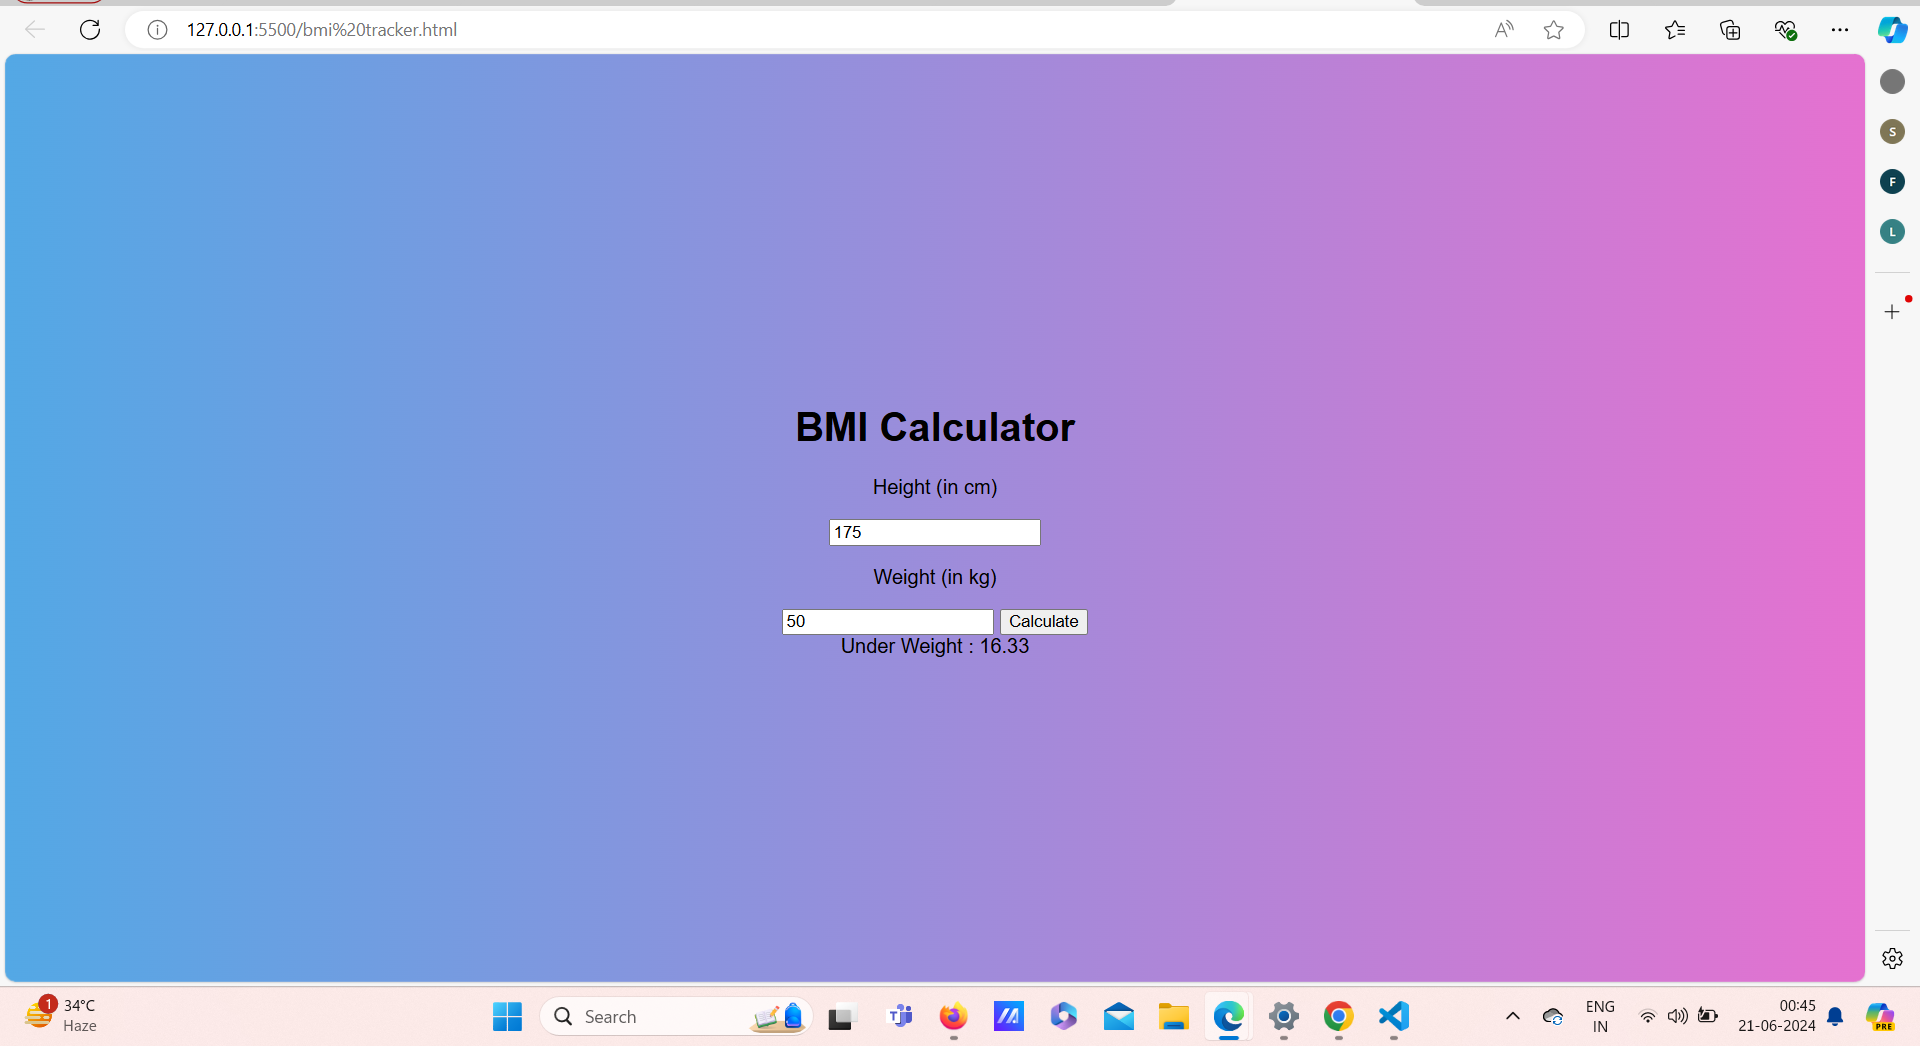 127.0.0.1:5500/bmi%20tracker.html
S
F
L
BMI Calculator
Height (in cm)
175
Weight (in kg)
50 Calculate
Under Weight : 16.33
1 34°C
Haze
Search
ENG
IN
00:45
21-06-2024
PRE